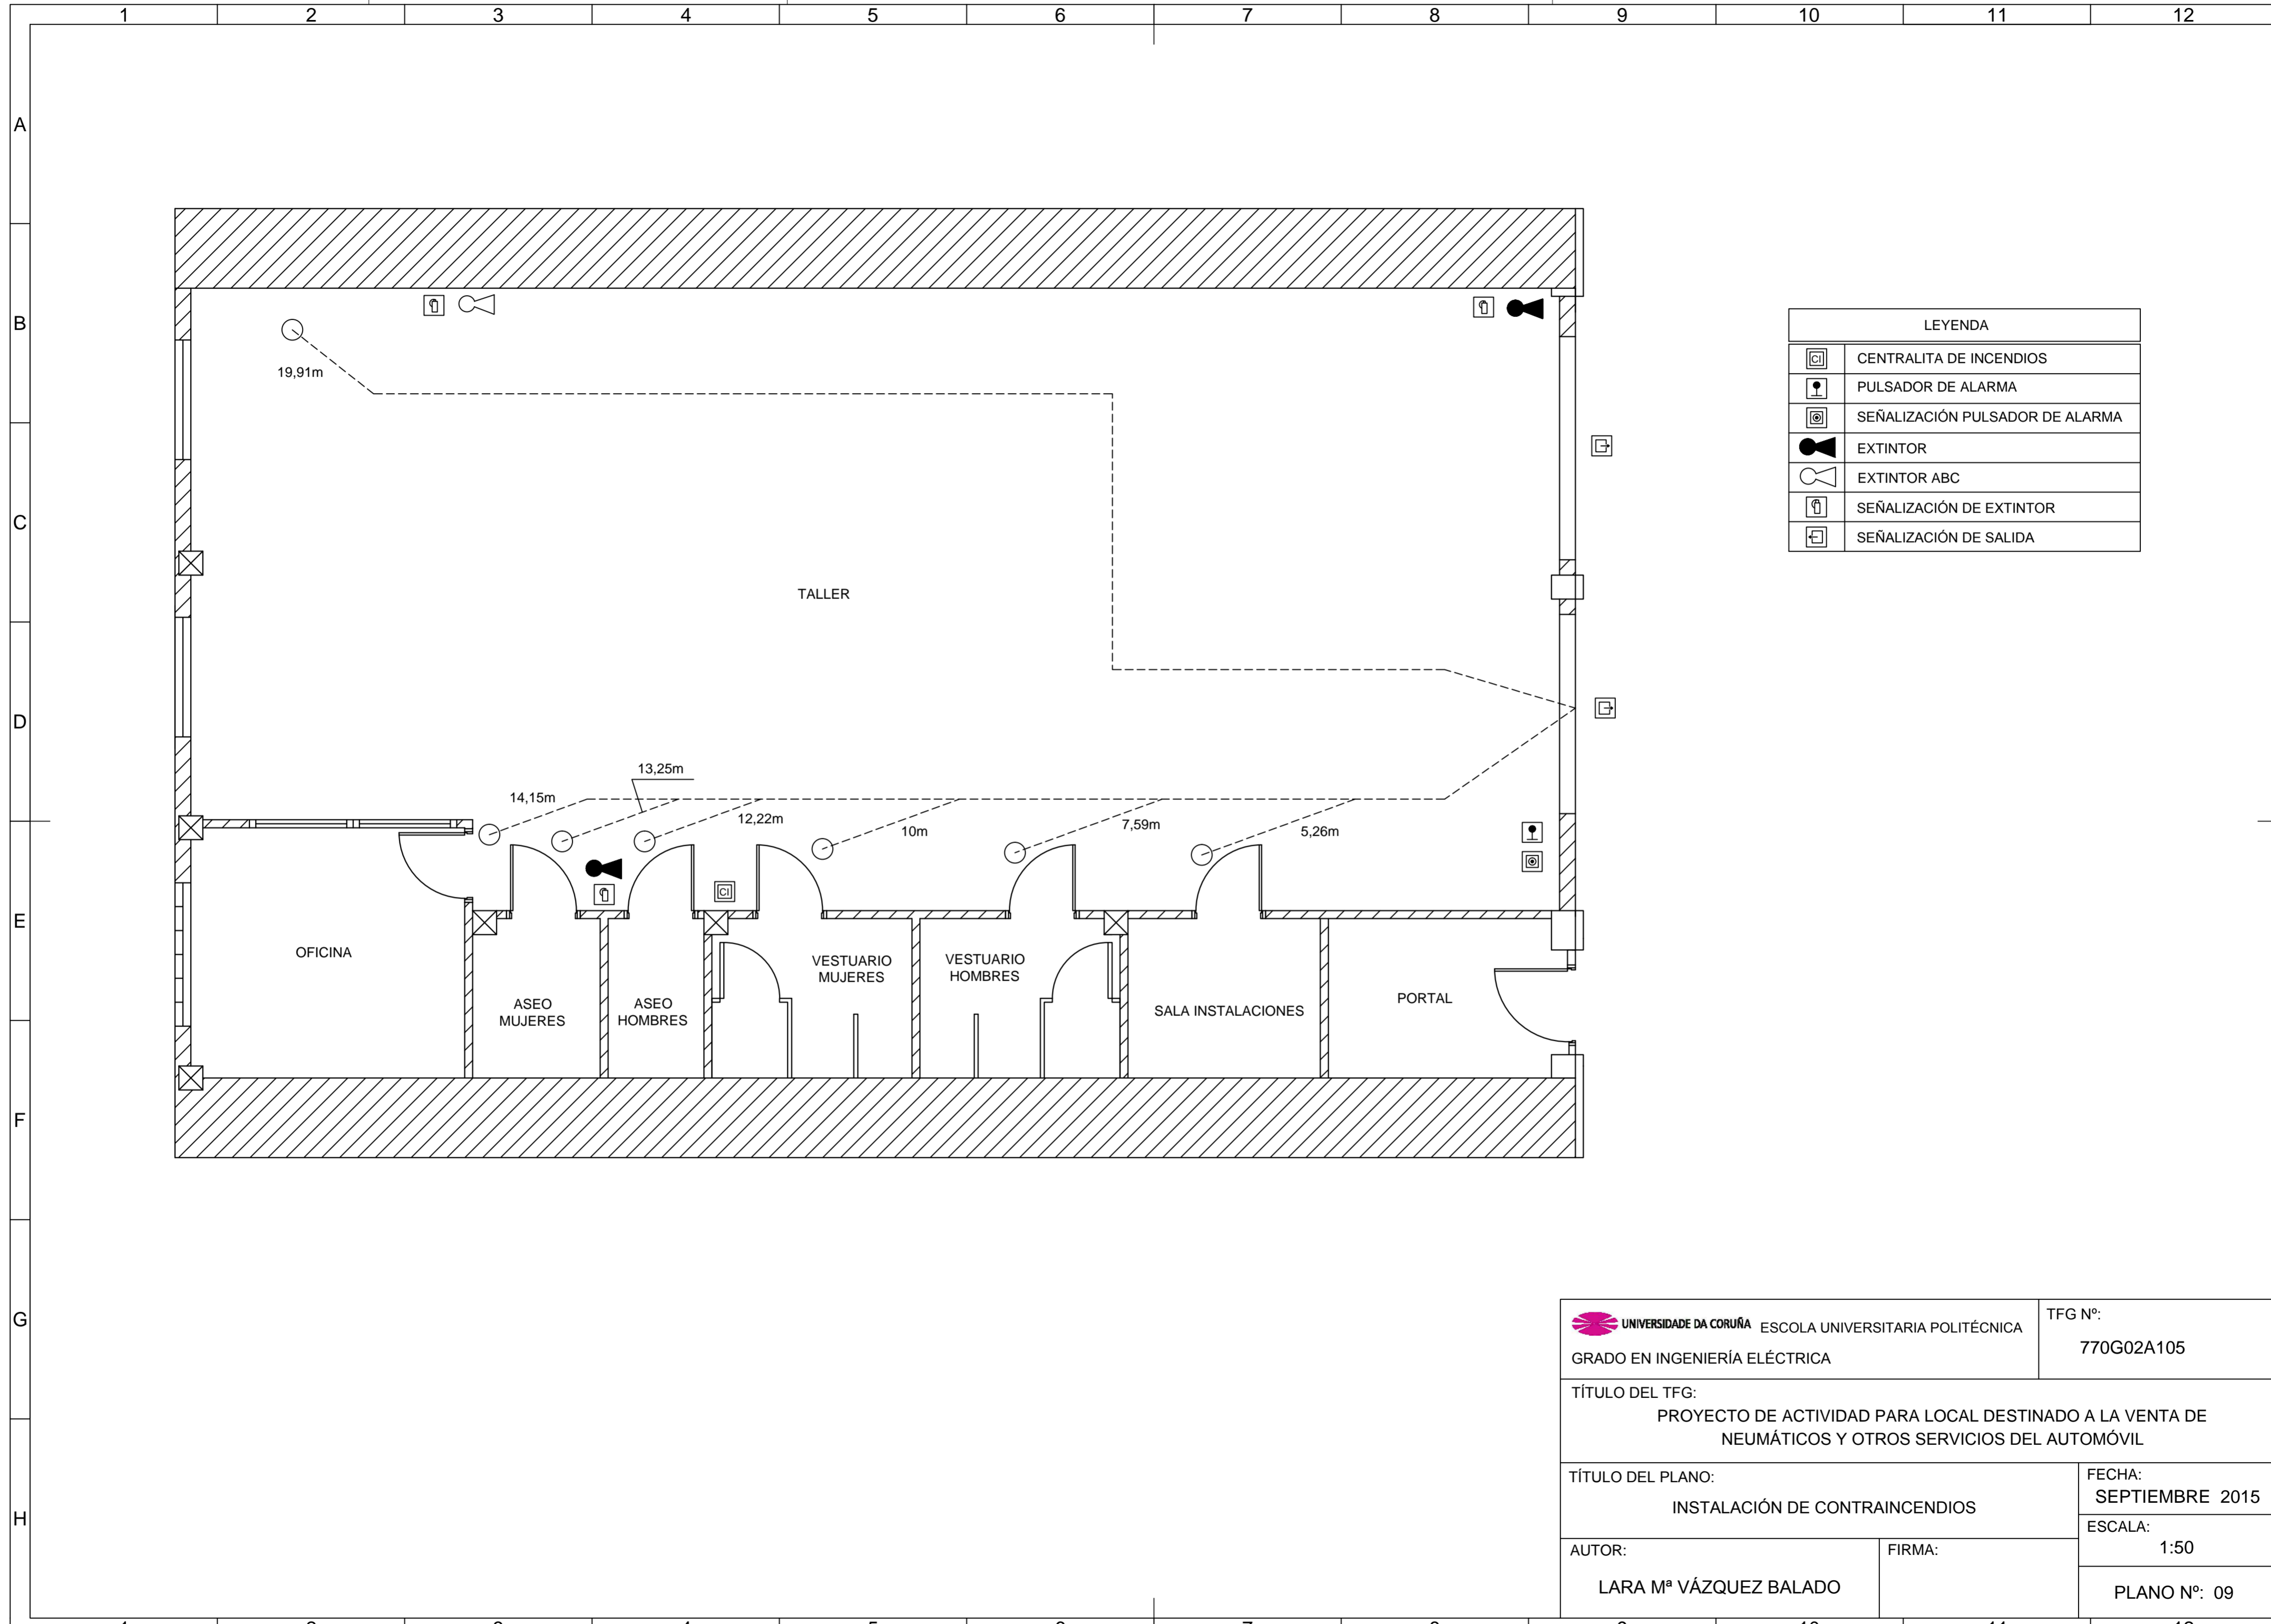 1 2 3 4 5 6 7 8 9 10 11 12
A
B
C
D
E
F
G
H
19,91m
TALLER
13,25m
14,15m
12,22m
10m
7,59m
5,26m
CI
OFICINA
ASEO
MUJERES
ASEO
HOMBRES
VESTUARIO
MUJERES
VESTUARIO
HOMBRES
SALA INSTALACIONES
PORTAL
LEYENDA
CI CENTRALITA DE INCENDIOS
PULSADOR DE ALARMA
SEÑALIZACIÓN PULSADOR DE ALARMA
EXTINTOR
EXTINTOR ABC
SEÑALIZACIÓN DE EXTINTOR
SEÑALIZACIÓN DE SALIDA
UNIVERSIDADE DA CORUÑA ESCOLA UNIVERSITARIA POLITÉCNICA
GRADO EN INGENIERÍA ELÉCTRICA
TFG Nº:
770G02A105
TÍTULO DEL TFG:
PROYECTO DE ACTIVIDAD PARA LOCAL DESTINADO A LA VENTA DE
NEUMÁTICOS Y OTROS SERVICIOS DEL AUTOMÓVIL
TÍTULO DEL PLANO:
INSTALACIÓN DE CONTRAINCENDIOS
FECHA:
SEPTIEMBRE 2015
ESCALA:
1:50
AUTOR:
LARA Mª VÁZQUEZ BALADO
FIRMA:
PLANO Nº: 09